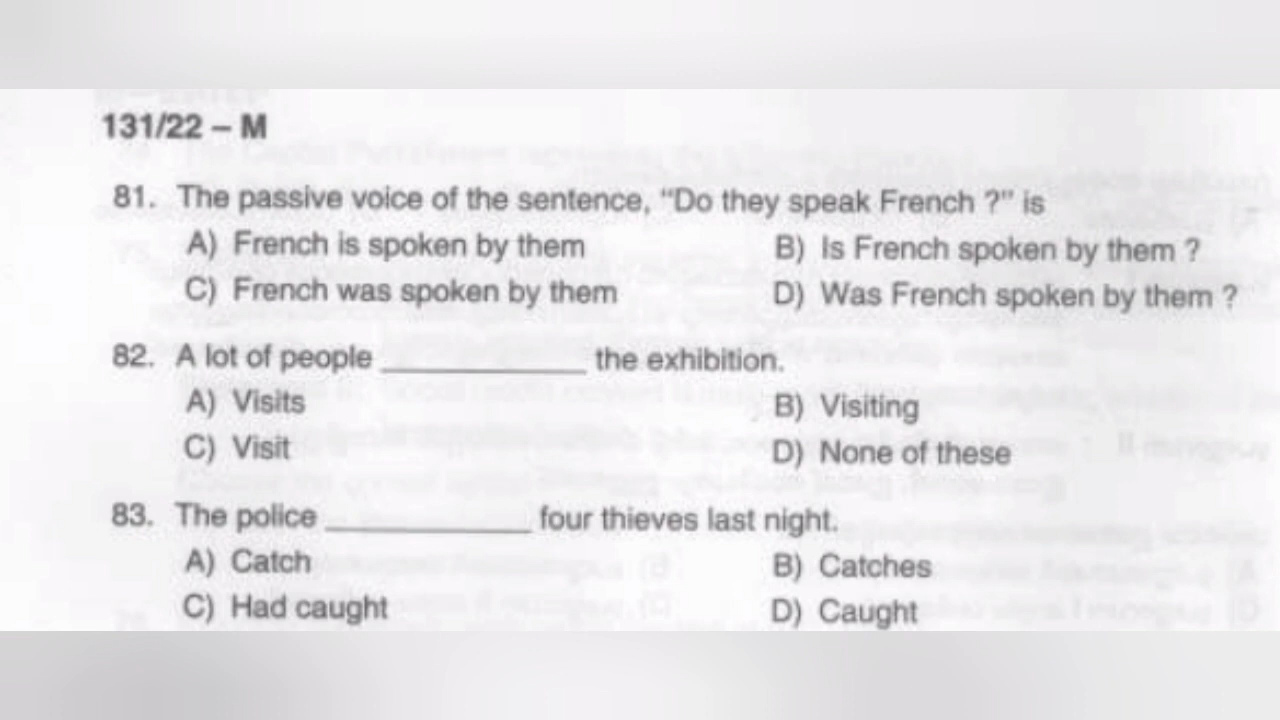 131/22 – M
81. The passive voice of the sentence, "Do they speak French ?" is
A) French is spoken by them B) Is French spoken by them ?
C) French was spoken by them D) Was French spoken by them ?
82. A lot of people ____________ the exhibition.
A) Visits B) Visiting
C) Visit D) None of these
83. The police ____________ four thieves last night.
A) Catch B) Catches
C) Had caught D) Caught